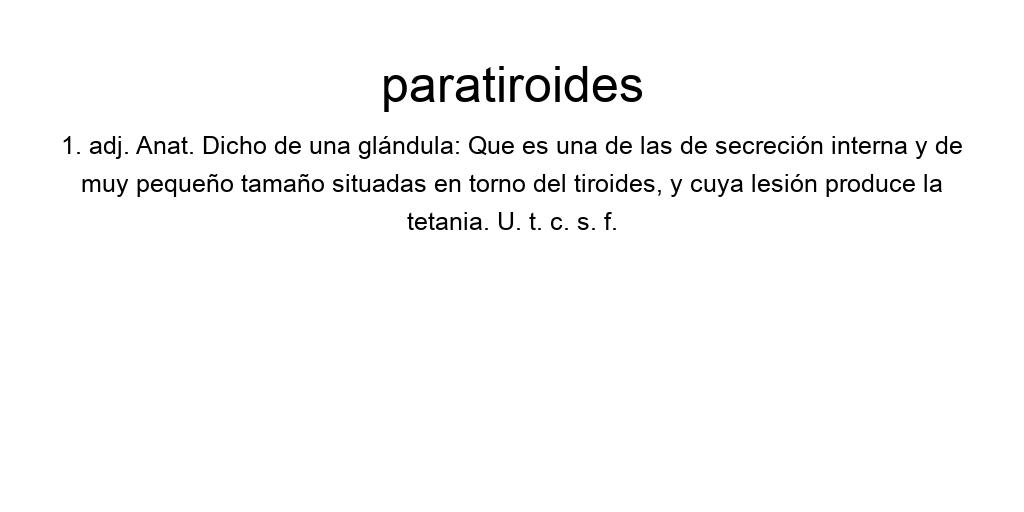 paratiroides
1. adj. Anat. Dicho de una glándula: Que es una de las de secreción interna y de
muy pequeño tamaño situadas en torno del tiroides, y cuya lesión produce la
tetania. U. t. c. s. f.